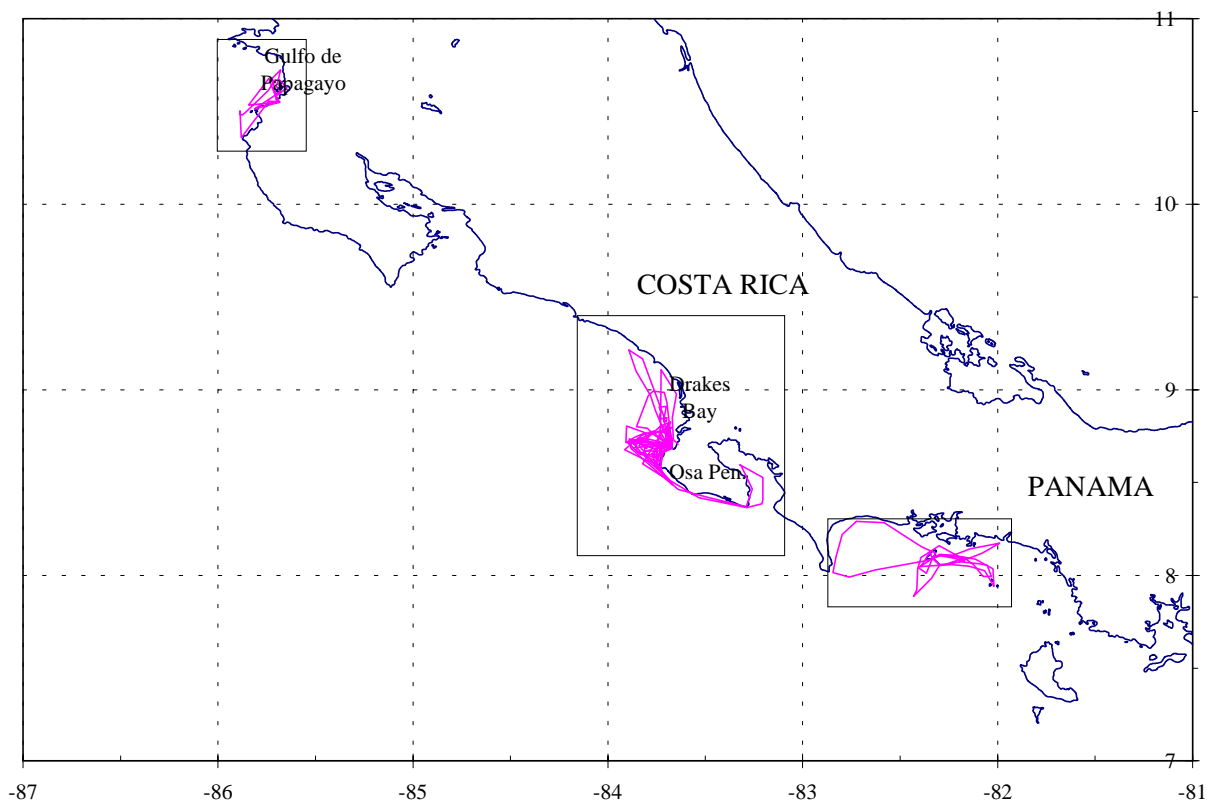 11
Gulfo de
Papagayo
10
COSTA RICA
9
Drakes
Bay
Osa Pen.
PANAMA
8
7
-87
-86
-85
-84
-83
-82
-81